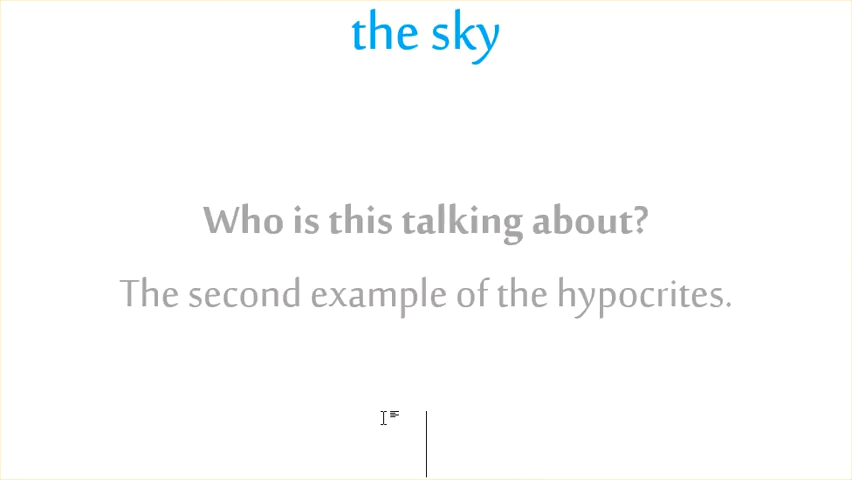 the sky
Who is this talking about?
The second example of the hypocrites.